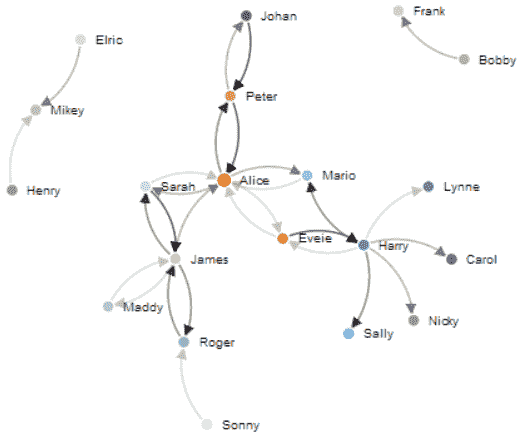 Johan
Frank
Elric
Bobby
Peter
Mikey
Mario
Alice
Sarah
Lynne
Henry
Eveie
Harry
James
Carol
Maddy
Nicky
Sally
Roger
Sonny